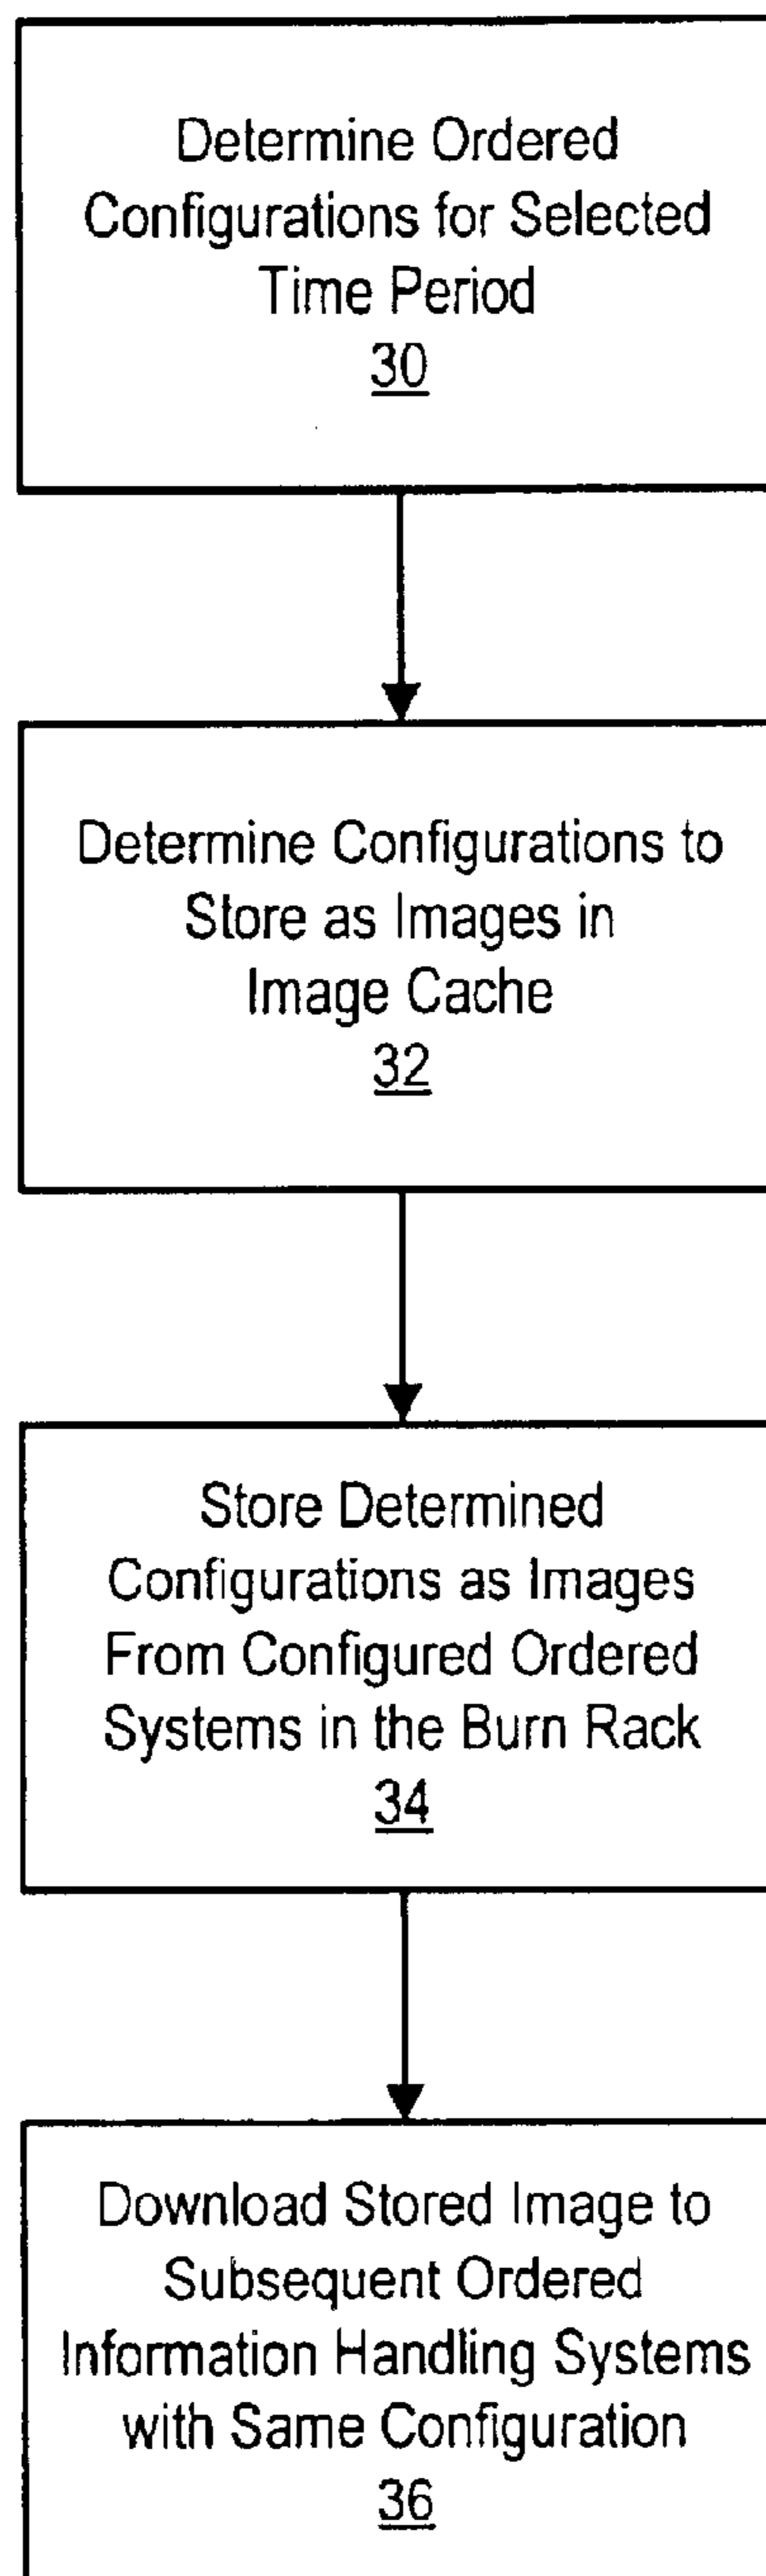 Determine Ordered
Configurations for Selected
Time Period
30
Determine Configurations to
Store as Images in
Image Cache
32
Store Determined
Configurations as Images
From Configured Ordered
Systems in the Burn Rack
34
Download Stored Image to
Subsequent Ordered
Information Handling Systems
with Same Configuration
36